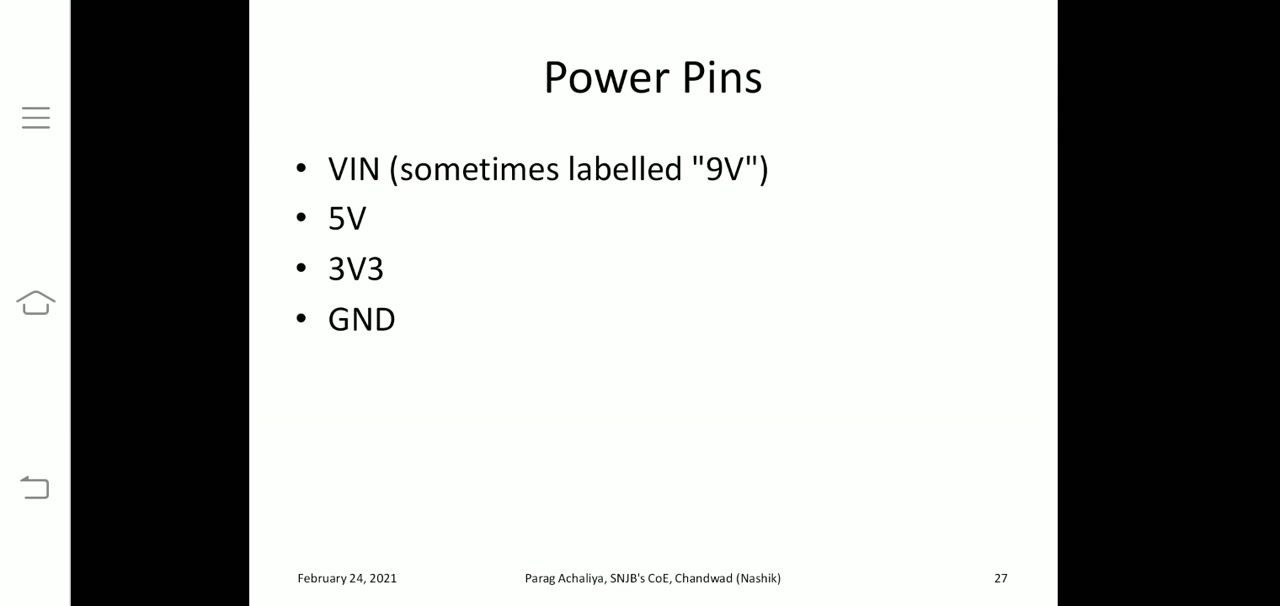 Power Pins
• VIN (sometimes labelled "9V")
• 5V
• 3V3
• GND
February 24, 2021
Parag Achaliya, SNJB's CoE, Chandwad (Nashik)
27